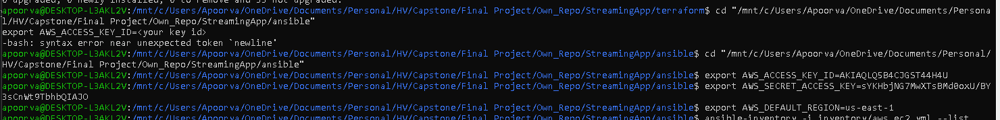 0 upgraded, 0 newly installed, 0 to remove and not upgraded.
apoorva@DESKTOP-L3AKL2V:/mnt/c/Users/Apoorva/OneDrive/Documents/Personal/HV/Capstone/Final Project/Own_Repo/StreamingApp/terraform$ cd "/mnt/c/Users/Apoorva/OneDrive/Documents/Persona
l/HV/Capstone/Final Project/Own_Repo/StreamingApp/ansible"
export AWS_ACCESS_KEY_ID=<your key id>
-bash: syntax error near unexpected token `newline'
apoorva@DESKTOP-L3AKL2V:/mnt/c/Users/Apoorva/OneDrive/Documents/Personal/HV/Capstone/Final Project/Own_Repo/StreamingApp/ansible$ cd "/mnt/c/Users/Apoorva/OneDrive/Documents/Personal/
HV/Capstone/Final Project/Own_Repo/StreamingApp/ansible"
apoorva@DESKTOP-L3AKL2V:/mnt/c/Users/Apoorva/OneDrive/Documents/Personal/HV/Capstone/Final Project/Own_Repo/StreamingApp/ansible$ export AWS_ACCESS_KEY_ID=AKIAQLQ5B4CJGST44H4U
apoorva@DESKTOP-L3AKL2V:/mnt/c/Users/Apoorva/OneDrive/Documents/Personal/HV/Capstone/Final Project/Own_Repo/StreamingApp/ansible$ export AWS_SECRET_ACCESS_KEY=sYKHbjNG7MwXTsBMd0oxU/BY
3sCnWt9TbhbQIAJO
apoorva@DESKTOP-L3AKL2V:/mnt/c/Users/Apoorva/OneDrive/Documents/Personal/HV/Capstone/Final Project/Own_Repo/StreamingApp/ansible$ export AWS_DEFAULT_REGION=us-east-1
apoorva@DESKTOP-L3AKL2V:/mnt/c/Users/Apoorva/OneDrive/Documents/Personal/HV/Capstone/Final Project/Own_Repo/StreamingApp/ansible$ ansible-inventory -i inventory/aws_ec2.yml --list